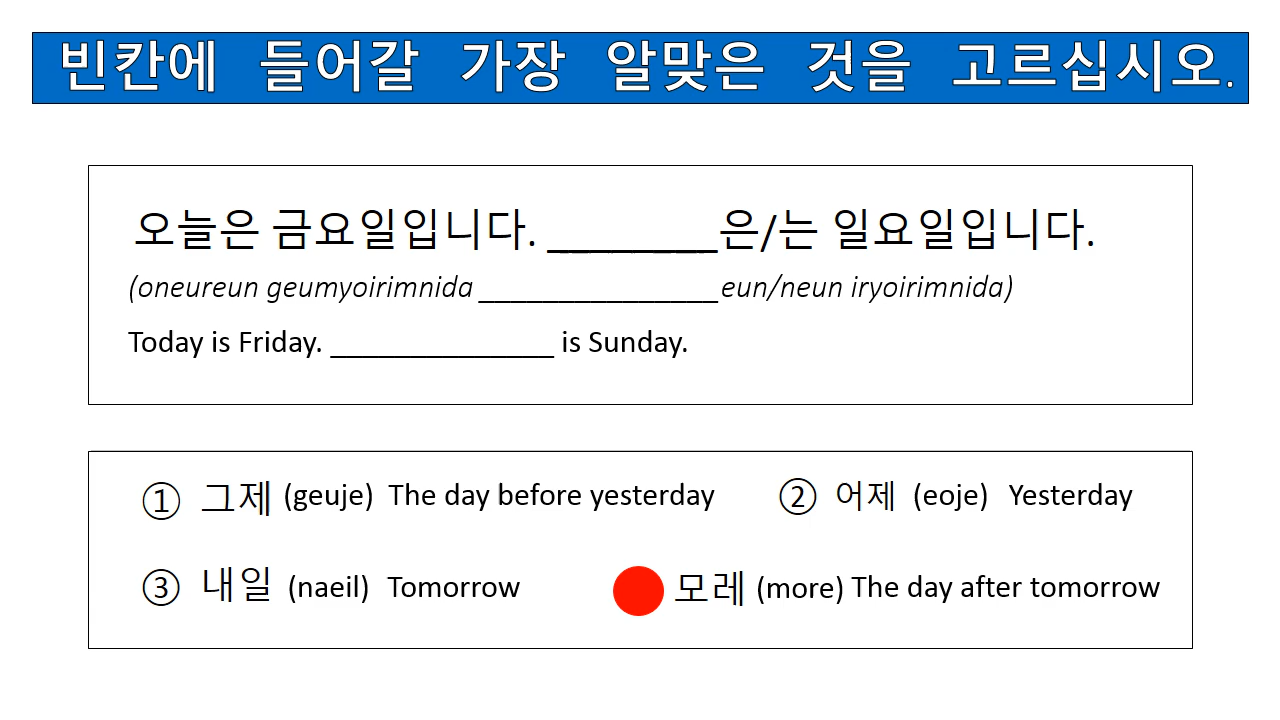 빈칸에 들어갈 가장 알맞은 것을 고르십시오.
오늘은 금요일입니다. ________은/는 일요일입니다.
(oneureun geumyoirimnida ________________eun/neun iryoirimnida)
Today is Friday. _______________ is Sunday.
① 그제 (geuje) The day before yesterday ② 어제 (eoje) Yesterday
③ 내일 (naeil) Tomorrow 모레 (more) The day after tomorrow